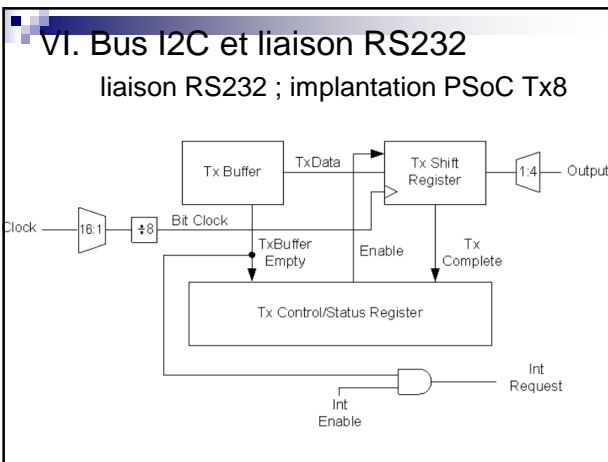 VI. Bus I2C et liaison RS232
liaison RS232 ; implantation PSoC Tx8
Tx Buffer
TxData
Tx Shift
Register
1:4
Output
Clock
16:1
÷8
Bit Clock
TxBuffer
Empty
Enable
Tx
Complete
Tx Control/Status Register
Int
Request
Int
Enable